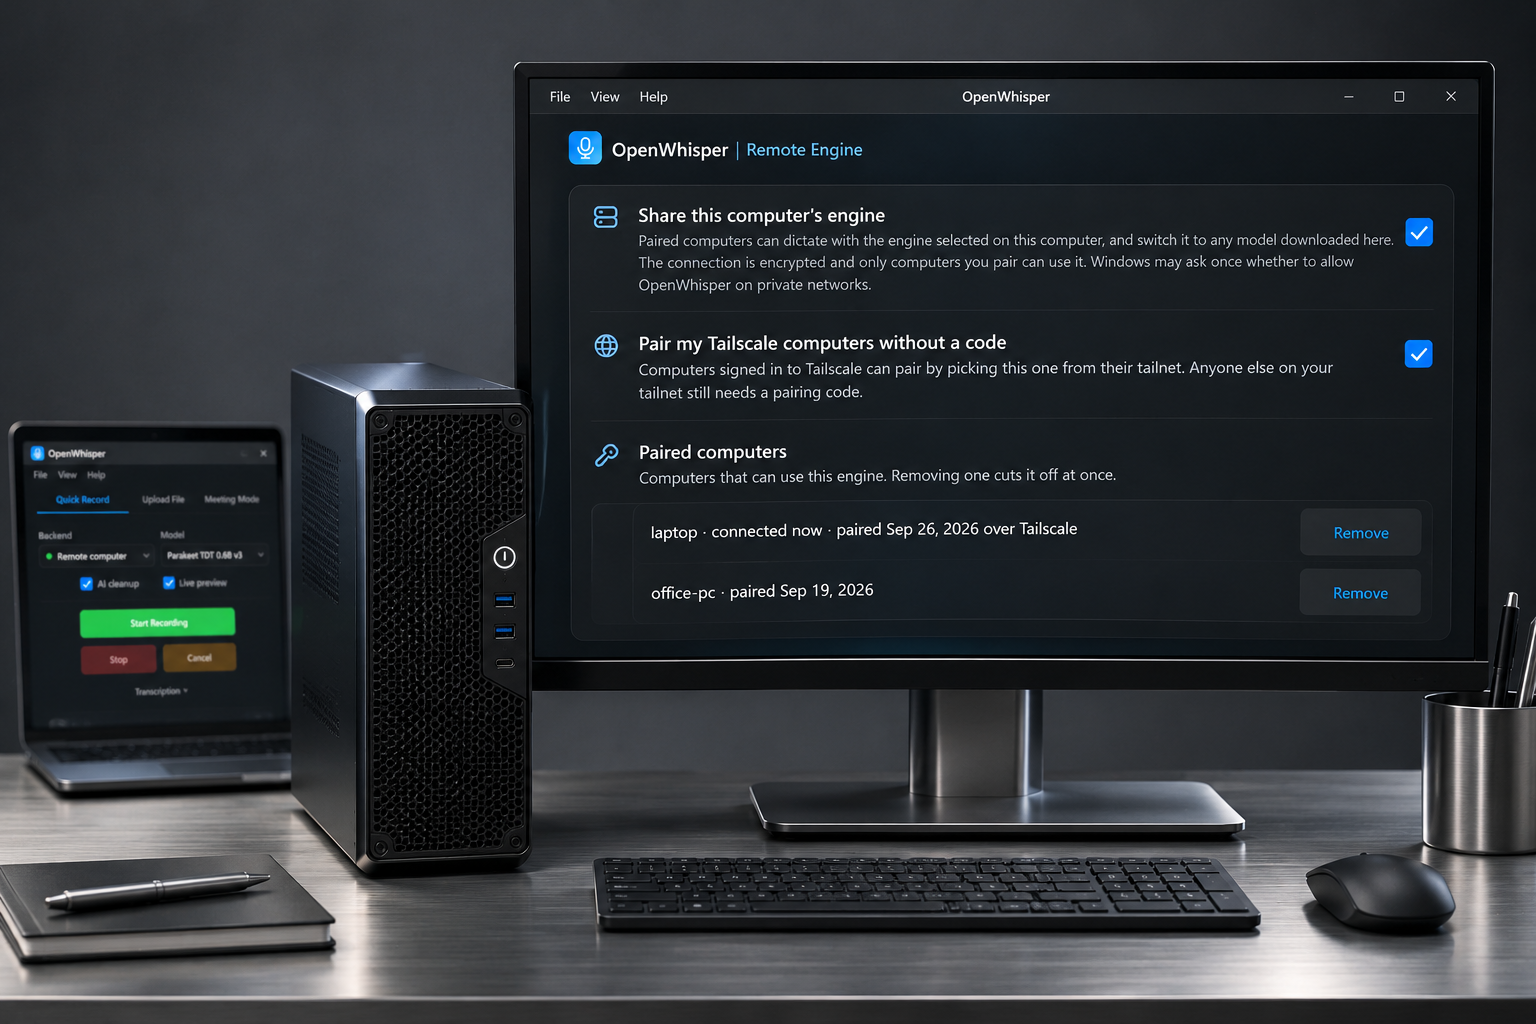 File View Help
OpenWhisper
OpenWhisper | Remote Engine
Share this computer's engine
Paired computers can dictate with the engine selected on this computer, and switch it to any model downloaded here.
The connection is encrypted and only computers you pair can use it. Windows may ask once whether to allow
OpenWhisper on private networks.
Pair my Tailscale computers without a code
Computers signed in to Tailscale can pair by picking this one from their tailnet. Anyone else on your
tailnet still needs a pairing code.
Paired computers
Computers that can use this engine. Removing one cuts it off at once.
laptop · connected now · paired Sep 26, 2026 over Tailscale
Remove
office-pc · paired Sep 19, 2026
Remove
OpenWhisper
File View Help
Quick Record Upload File Meeting Mode
Backend Model
Remote computer Parakeet TDT 0.6B v3
AI cleanup Live preview
Start Recording
Stop Cancel
Transcription